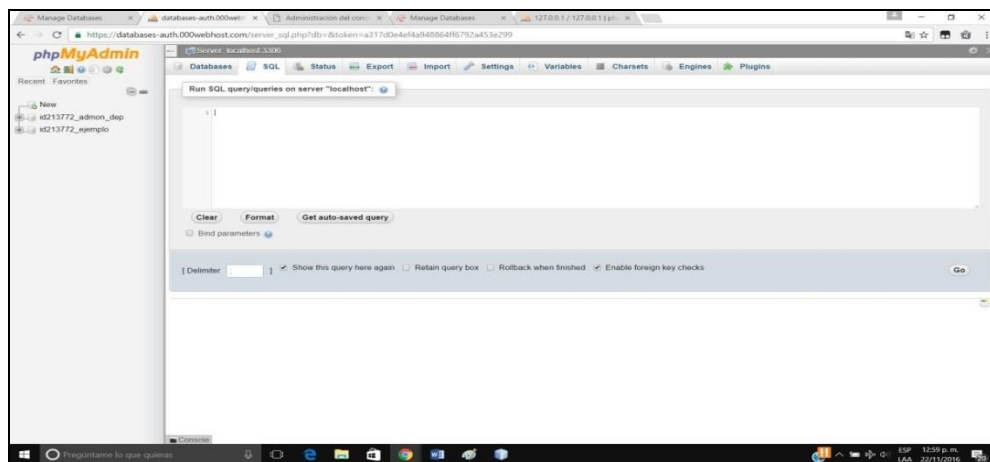 Manage Databases
databases-auth.000webh
Administración del con
Manage Databases
127.0.0.1 / 127.0.0.1 | ph
https://databases-auth.000webhost.com/server_sql.php?db=&token=a317d0e4ef4a948864ff6792a453e299
phpMyAdmin
Recent Favorites
New
id213772_admon_dep
id213772_ejemplo
Server: localhost:3306
Databases SQL Status Export Import Settings Variables Charsets Engines Plugins
Run SQL query/queries on server "localhost":
1
Clear Format Get auto-saved query
Bind parameters
[ Delimiter ; ] Show this query here again Retain query box Rollback when finished Enable foreign key checks
Go
Console
Pregúntame lo que quieras
ESP 12:59 p. m.
LAA 22/11/2016
20